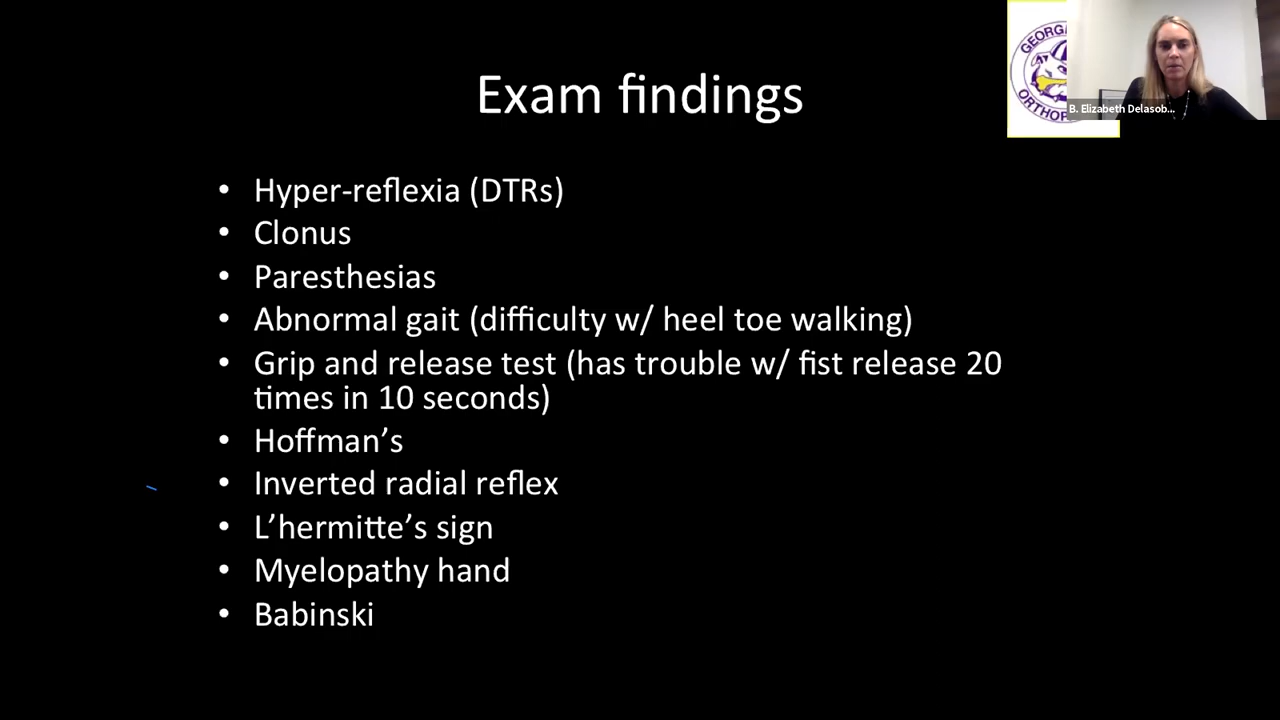 Exam findings
B. Elizabeth Delasob...
• Hyper-reflexia (DTRs)
• Clonus
• Paresthesias
• Abnormal gait (difficulty w/ heel toe walking)
• Grip and release test (has trouble w/ fist release 20
times in 10 seconds)
• Hoffman’s
• Inverted radial reflex
• L’hermitte’s sign
• Myelopathy hand
• Babinski